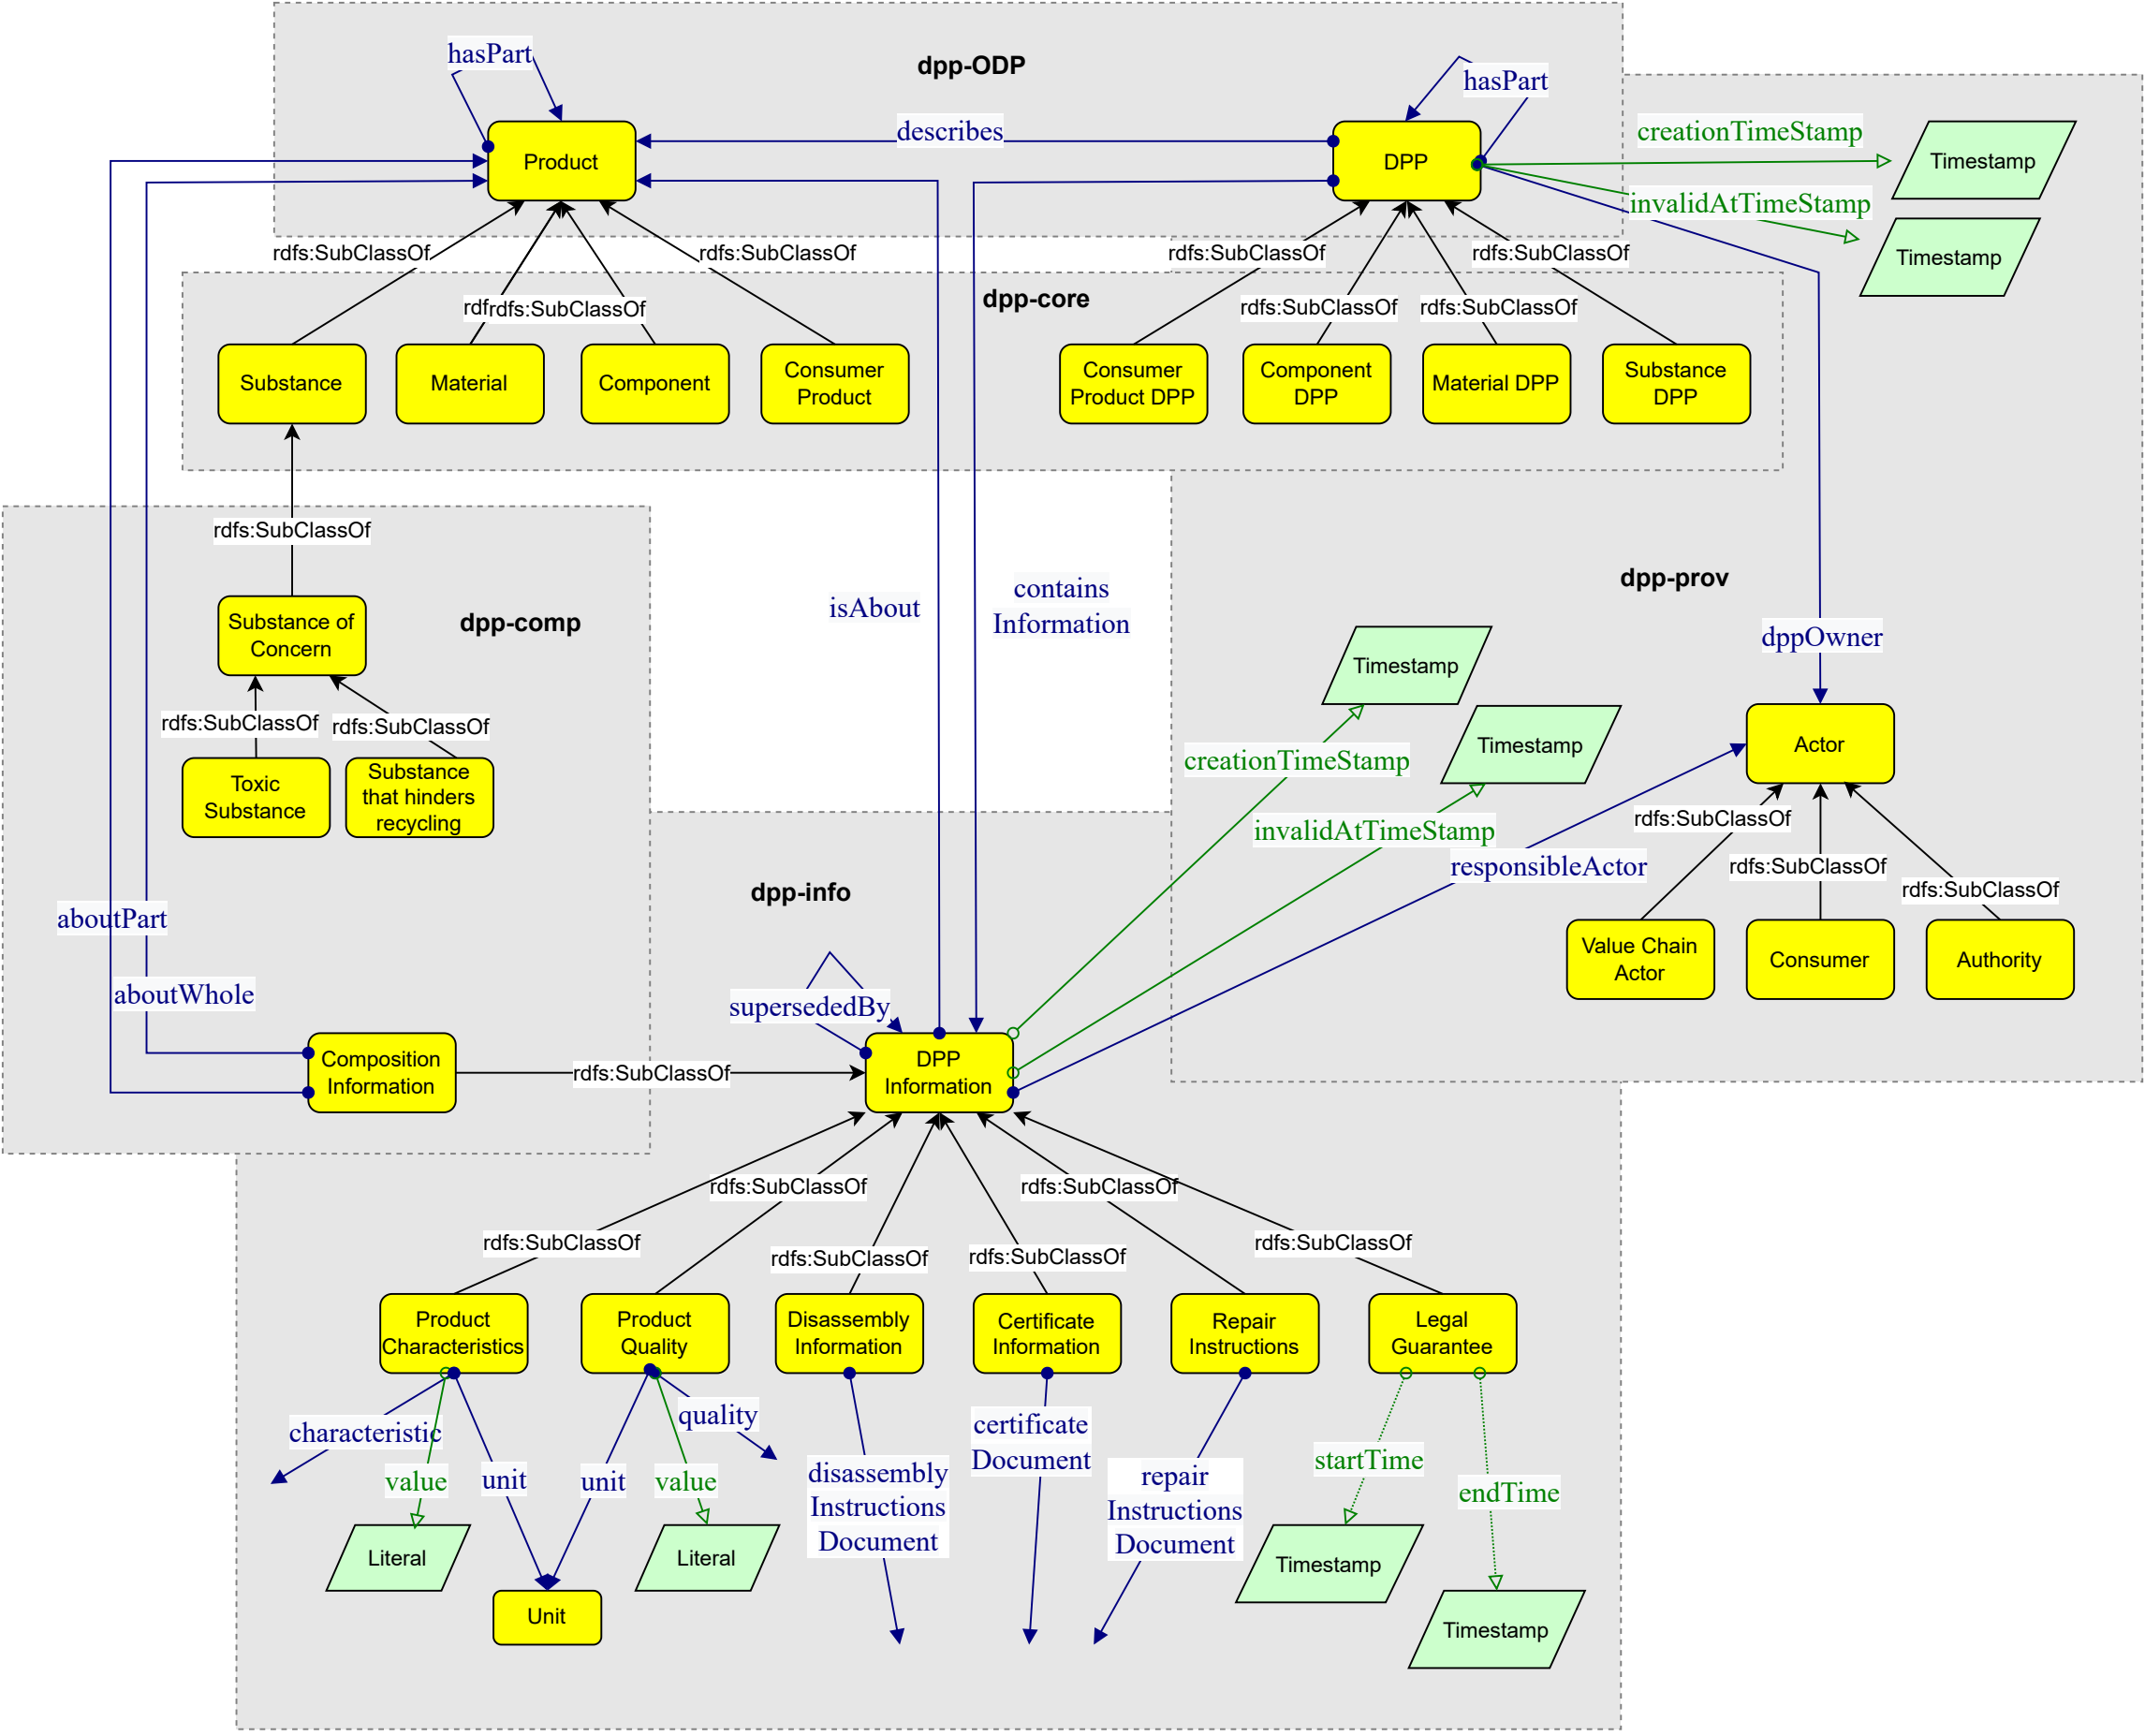 hasPart
dpp-ODP
hasPart
describes
creationTimeStamp
Product
DPP
Timestamp
invalidAtTimeStamp
Timestamp
rdfs:SubClassOf
rdfs:SubClassOf
rdfs:SubClassOf
rdfs:SubClassOf
dpp-core
rdf
rdfs:SubClassOf
rdfs:SubClassOf
rdfs:SubClassOf
Substance
Material
Component
Consumer
Product
Consumer
Product DPP
Component
DPP
Material DPP
Substance
DPP
rdfs:SubClassOf
dpp-prov
isAbout
contains
Information
Substance of
Concern
dpp-comp
dppOwner
Timestamp
rdfs:SubClassOf
rdfs:SubClassOf
Timestamp
Actor
creationTimeStamp
Toxic
Substance
Substance
that hinders
recycling
invalidAtTimeStamp
rdfs:SubClassOf
responsibleActor
rdfs:SubClassOf
rdfs:SubClassOf
dpp-info
aboutPart
Value Chain
Actor
Consumer
Authority
aboutWhole
supersededBy
Composition
Information
rdfs:SubClassOf
DPP
Information
rdfs:SubClassOf
rdfs:SubClassOf
rdfs:SubClassOf
rdfs:SubClassOf
rdfs:SubClassOf
rdfs:SubClassOf
Product
Characteristics
Product
Quality
Disassembly
Information
Certificate
Information
Repair
Instructions
Legal
Guarantee
characteristic
quality
certificate
Document
startTime
value
unit
unit
value
disassembly
Instructions
Document
repair
Instructions
Document
endTime
Literal
Literal
Timestamp
Unit
Timestamp